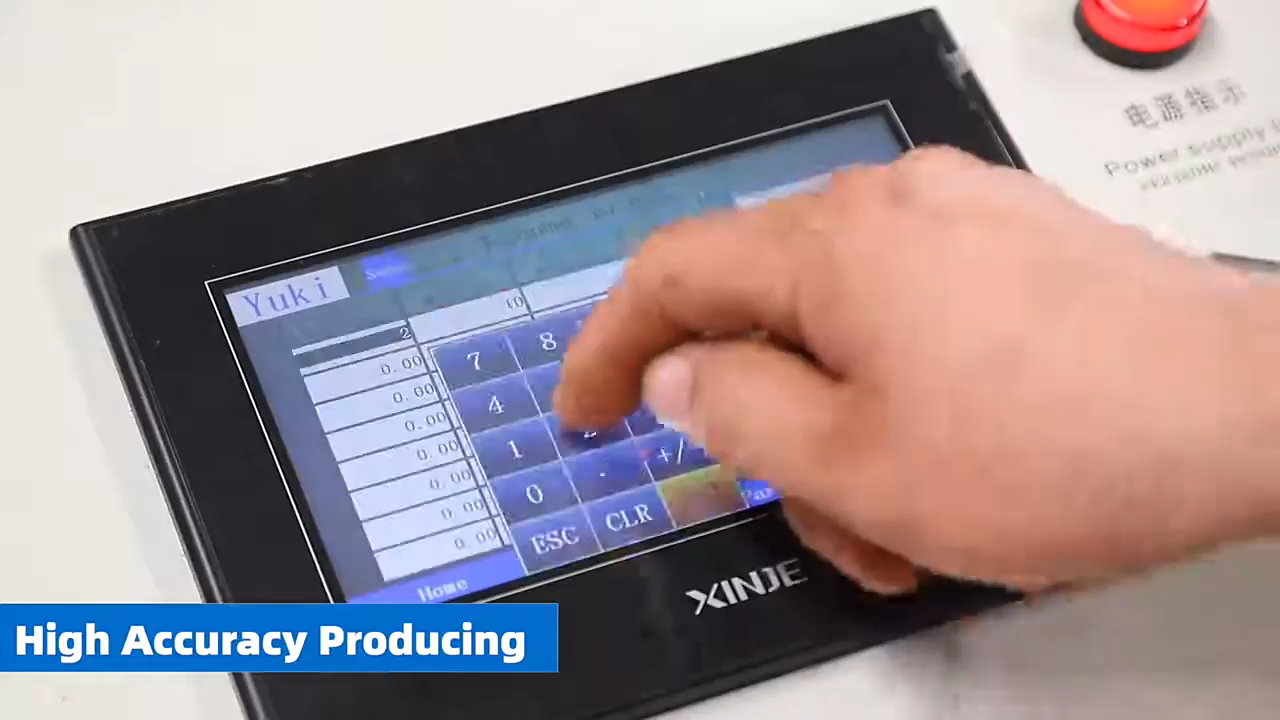 电源指示
Power supply
Yuki
10
2
0.00
0.00
0.00
0.00
0.00
0.00
0.00
7
8
4
1
2
+/
0
.
ESC
CLR
Home
XINJE
High Accuracy Producing